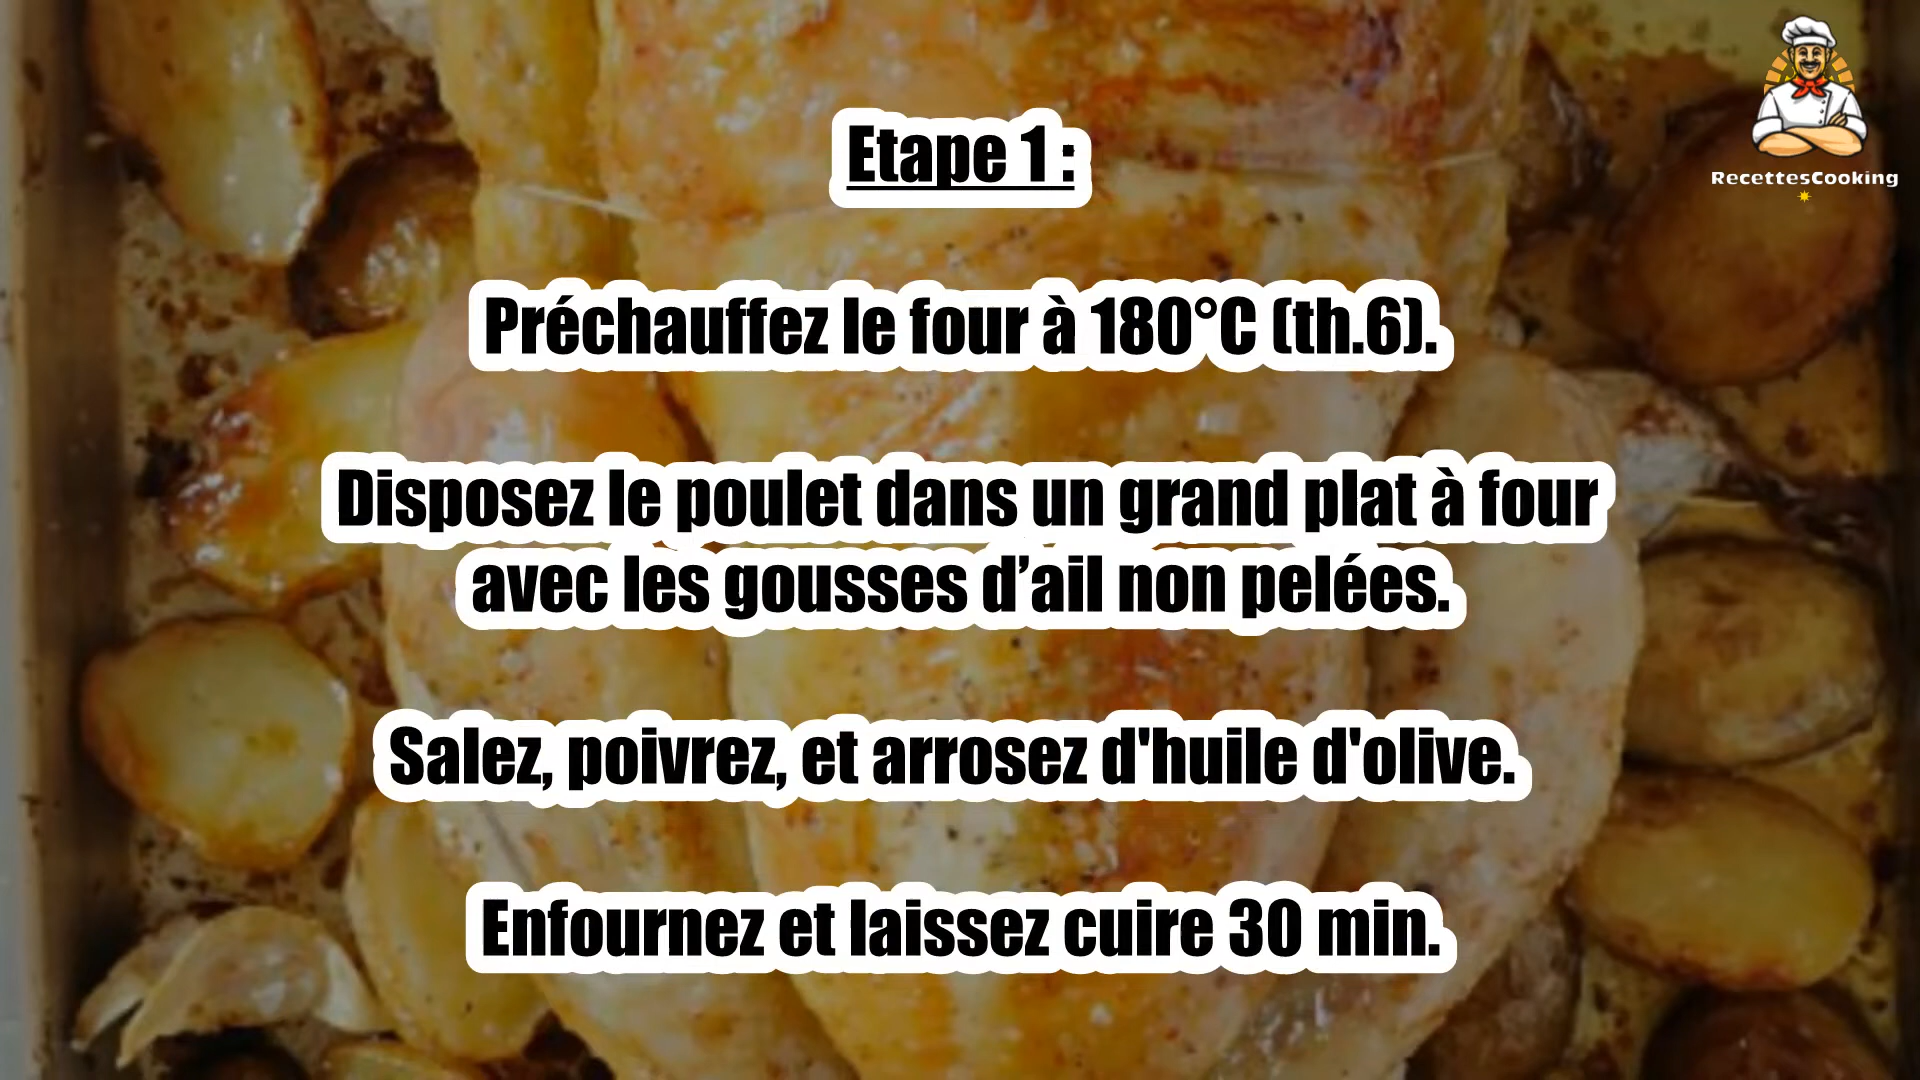 Etape 1 :
RecettesCooking
Préchauffez le four à 180°C (th.6).
Disposez le poulet dans un grand plat à four
avec les gousses d’ail non pelées.
Salez, poivrez, et arrosez d'huile d'olive.
Enfournez et laissez cuire 30 min.